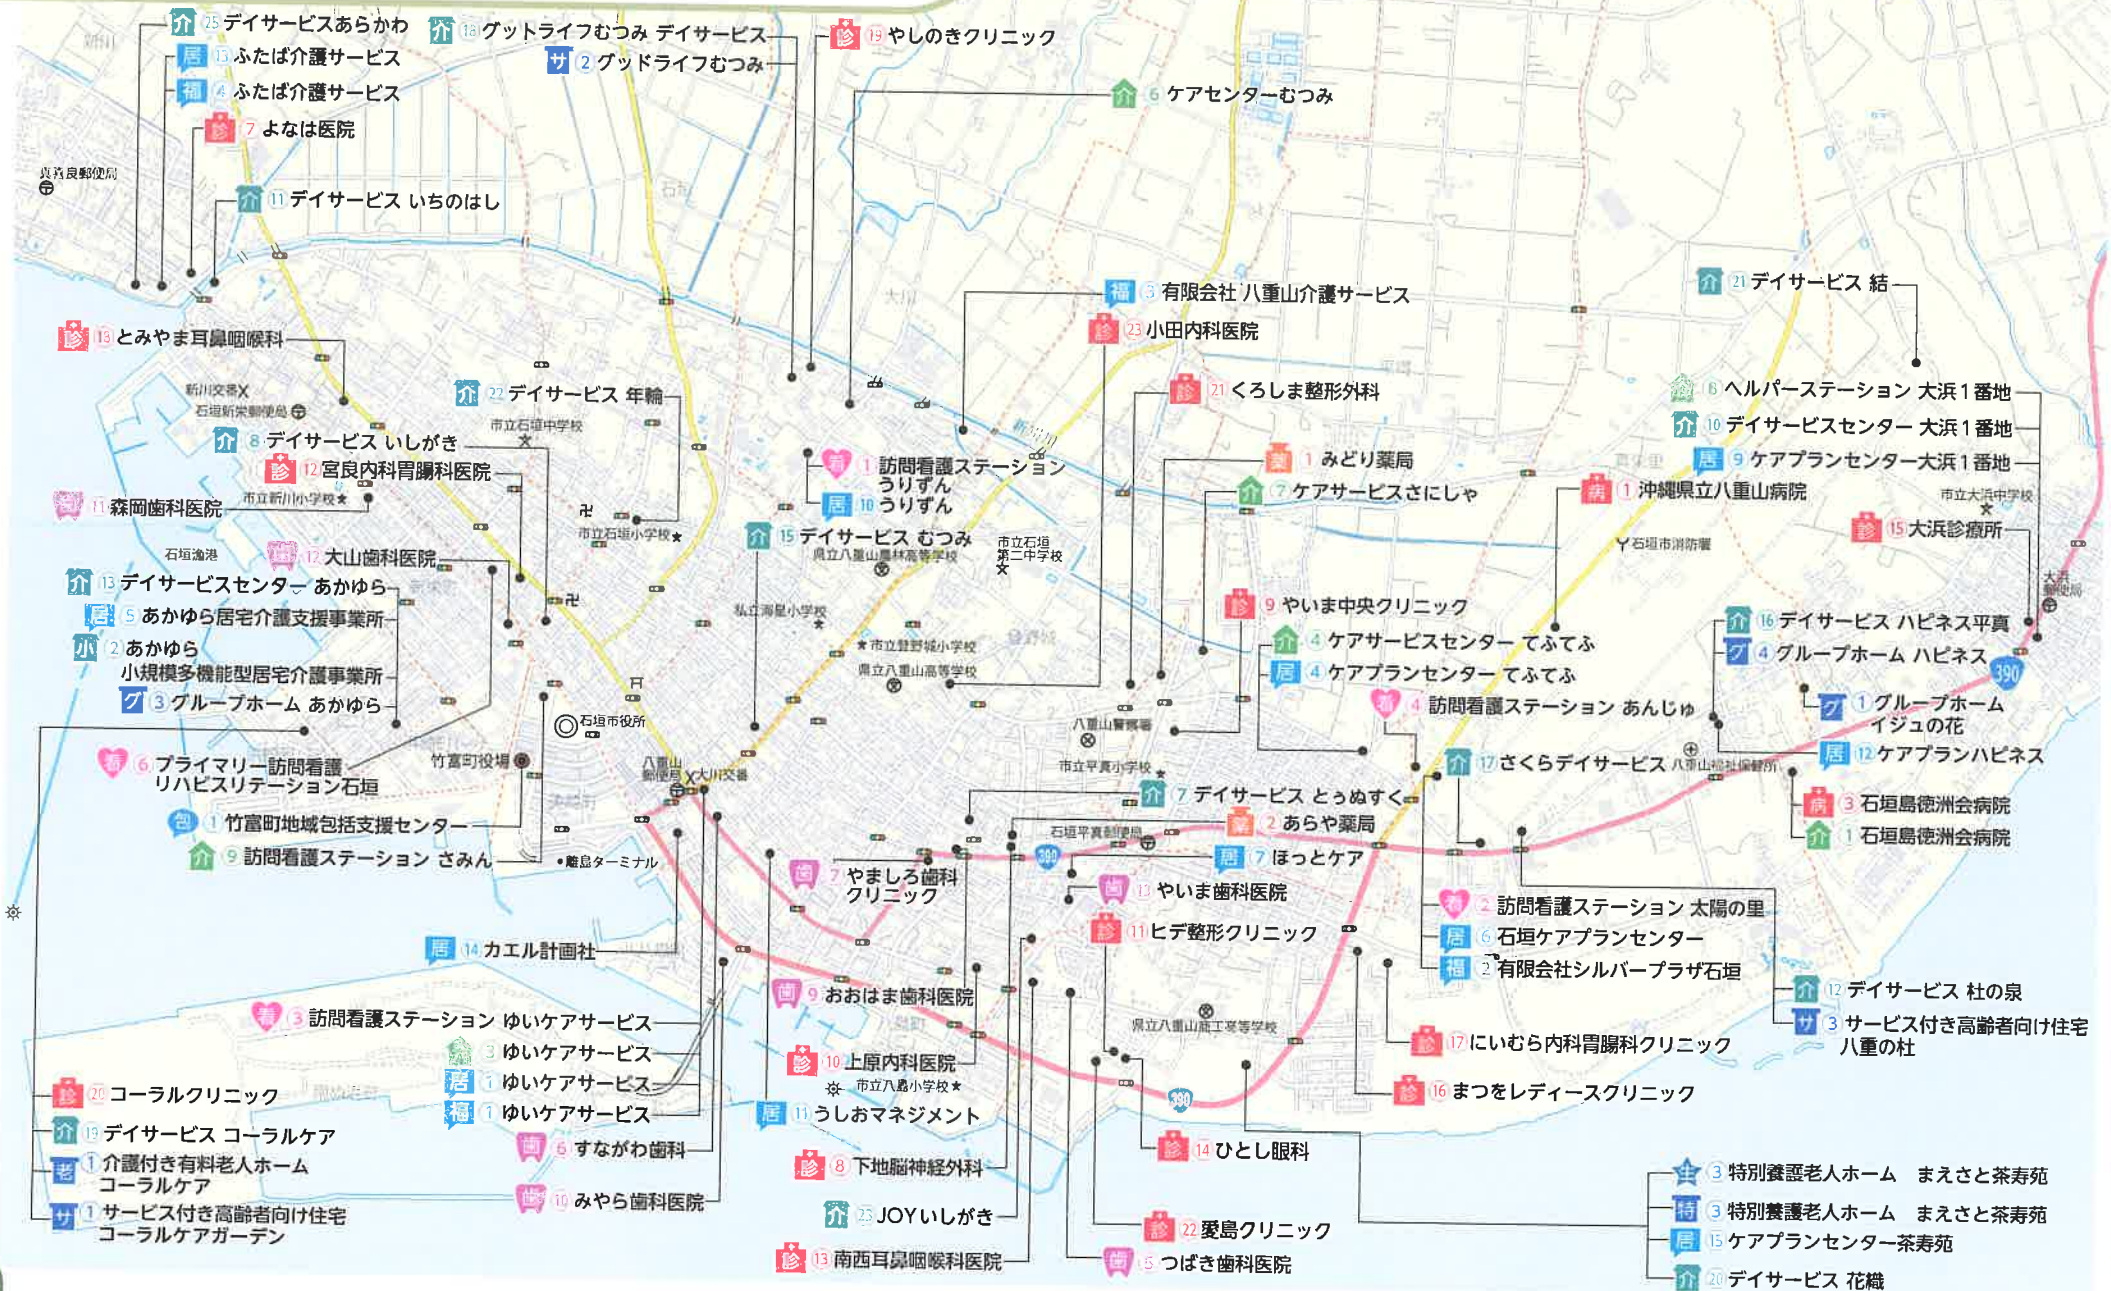 介 25 デイサービスあらかわ
居 13 ふたば介護サービス
福 4 ふたば介護サービス
診 7 よなは医院
真喜良郵便局
介 11 デイサービス いちのはし
介 18 グットライフむつみ デイサービス
サ 2 グッドライフむつみ
診 19 やしのきクリニック
介 6 ケアセンターむつみ
新川
石垣
大川
平得
真栄里
登野城
新川川
福 3 有限会社 八重山介護サービス
診 23 小田内科医院
診 21 くろしま整形外科
介 21 デイサービス 結
6 ヘルパーステーション 大浜1番地
介 10 デイサービスセンター 大浜1番地
居 9 ケアプランセンター大浜1番地
病 1 沖縄県立八重山病院
市立大浜中学校
診 15 大浜診療所
石垣市消防署
大浜
郵便局
診 18 とみやま耳鼻咽喉科
新川交番
石垣新栄郵便局
介 22 デイサービス 年輪
市立石垣中学校
介 8 デイサービス いしがき
診 12 宮良内科胃腸科医院
歯 11 森岡歯科医院
市立新川小学校
市立石垣小学校
石垣漁港
歯 12 大山歯科医院
介 13 デイサービスセンター あかゆら
居 5 あかゆら居宅介護支援事業所
小 2 あかゆら
小規模多機能型居宅介護事業所
グ 3 グループホーム あかゆら
看 6 プライマリー訪問看護
リハビスリテーション石垣
竹富町役場
石垣市役所
包 1 竹富町地域包括支援センター
介 9 訪問看護ステーション さみん
離島ターミナル
八重山
郵便局
大川交番
看 1 訪問看護ステーション
うりずん
居 10 うりずん
介 15 デイサービス むつみ
県立八重山農林高等学校
市立石垣
第二中学校
私立海星小学校
市立登野城小学校
県立八重山高等学校
薬 1 みどり薬局
介 7 ケアサービスさにしゃ
診 9 やいま中央クリニック
介 4 ケアサービスセンター てふてふ
居 4 ケアプランセンター てふてふ
看 4 訪問看護ステーション あんじゅ
介 16 デイサービス ハピネス平真
グ 4 グループホーム ハピネス
390
グ 1 グループホーム
イジュの花
居 12 ケアプランハピネス
八重山警察署
市立平真小学校
介 17 さくらデイサービス
八重山福祉保健所
介 7 デイサービス とぅぬすく
薬 2 あらや薬局
石垣平真郵便局
居 7 ほっとケア
390
病 3 石垣島徳洲会病院
介 1 石垣島徳洲会病院
歯 7 やましろ歯科
クリニック
歯 13 やいま歯科医院
診 11 ヒデ整形クリニック
看 2 訪問看護ステーション 太陽の里
居 6 石垣ケアプランセンター
福 2 有限会社シルバープラザ石垣
居 14 カエル計画社
歯 9 おおはま歯科医院
介 12 デイサービス 杜の泉
サ 3 サービス付き高齢者向け住宅
八重の杜
看 3 訪問看護ステーション ゆいケアサービス
3 ゆいケアサービス
居 1 ゆいケアサービス
福 1 ゆいケアサービス
県立八重山商工高等学校
診 17 にいむら内科胃腸科クリニック
診 10 上原内科医院
市立八島小学校
診 16 まつをレディースクリニック
390
居 11 うしおマネジメント
診 20 コーラルクリニック
介 19 デイサービス コーラルケア
老 1 介護付き有料老人ホーム
コーラルケア
サ 1 サービス付き高齢者向け住宅
コーラルケアガーデン
歯 6 すながわ歯科
歯 10 みやら歯科医院
診 8 下地脳神経外科
診 14 ひとし眼科
介 23 JOYいしがき
診 13 南西耳鼻咽喉科医院
診 22 愛島クリニック
歯 5 つばき歯科医院
生 3 特別養護老人ホーム まえさと茶寿苑
特 3 特別養護老人ホーム まえさと茶寿苑
居 15 ケアプランセンター茶寿苑
介 20 デイサービス 花織